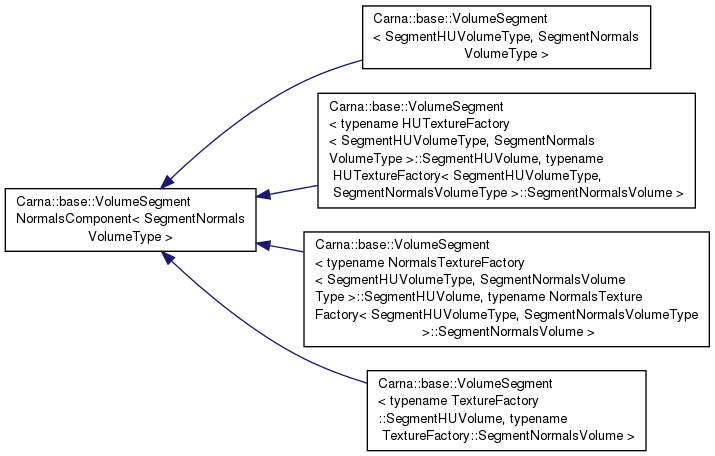 Carna::base::VolumeSegment
< SegmentHUVolumeType, SegmentNormals
VolumeType >
Carna::base::VolumeSegment
< typename HUTextureFactory
< SegmentHUVolumeType, SegmentNormals
VolumeType >::SegmentHUVolume, typename
HUTextureFactory< SegmentHUVolumeType,
SegmentNormalsVolumeType >::SegmentNormalsVolume >
Carna::base::VolumeSegment
NormalsComponent< SegmentNormals
VolumeType >
Carna::base::VolumeSegment
< typename NormalsTextureFactory
< SegmentHUVolumeType, SegmentNormalsVolume
Type >::SegmentHUVolume, typename NormalsTexture
Factory< SegmentHUVolumeType, SegmentNormalsVolumeType
>::SegmentNormalsVolume >
Carna::base::VolumeSegment
< typename TextureFactory
::SegmentHUVolume, typename
TextureFactory::SegmentNormalsVolume >